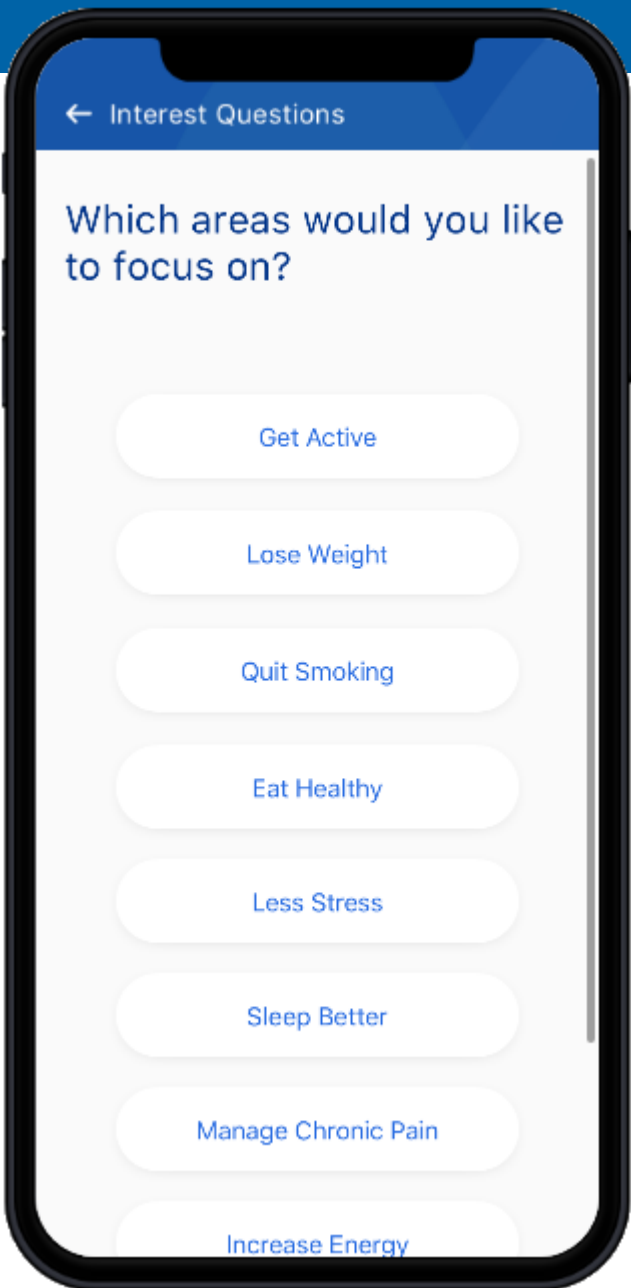 ← Interest Questions
Which areas would you like
to focus on?
Get Active
Lose Weight
Quit Smoking
Eat Healthy
Less Stress
Sleep Better
Manage Chronic Pain
Increase Energy